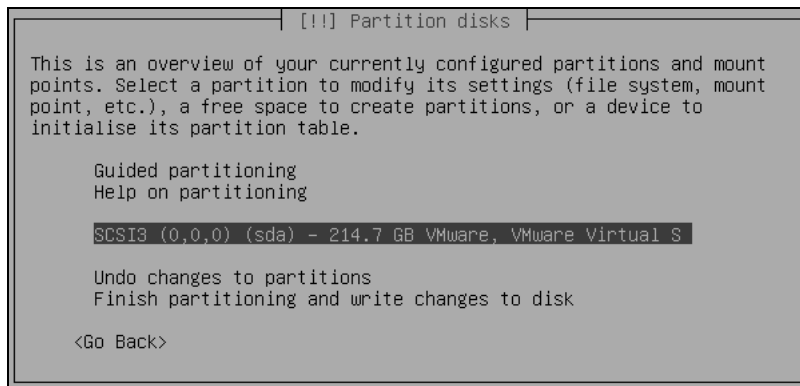 [!!] Partition disks
This is an overview of your currently configured partitions and mount
points. Select a partition to modify its settings (file system, mount
point, etc.), a free space to create partitions, or a device to
initialise its partition table.
Guided partitioning
Help on partitioning
SCSI3 (0,0,0) (sda) - 214.7 GB VMware, VMware Virtual S
Undo changes to partitions
Finish partitioning and write changes to disk
<Go Back>